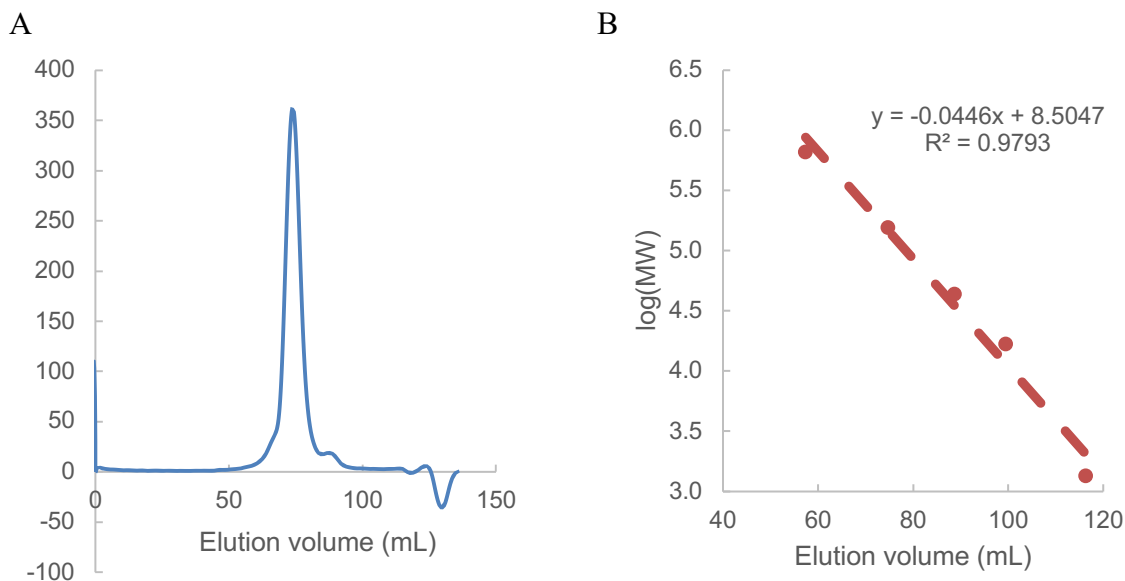 A
400
350
300
250
200
150
100
50
0
-50
-100
0 50 100 150
Elution volume (mL)
B
6.5
6.0
5.5
5.0
4.5
4.0
3.5
3.0
log(MW)
y = -0.0446x + 8.5047
R² = 0.9793
40 60 80 100 120
Elution volume (mL)